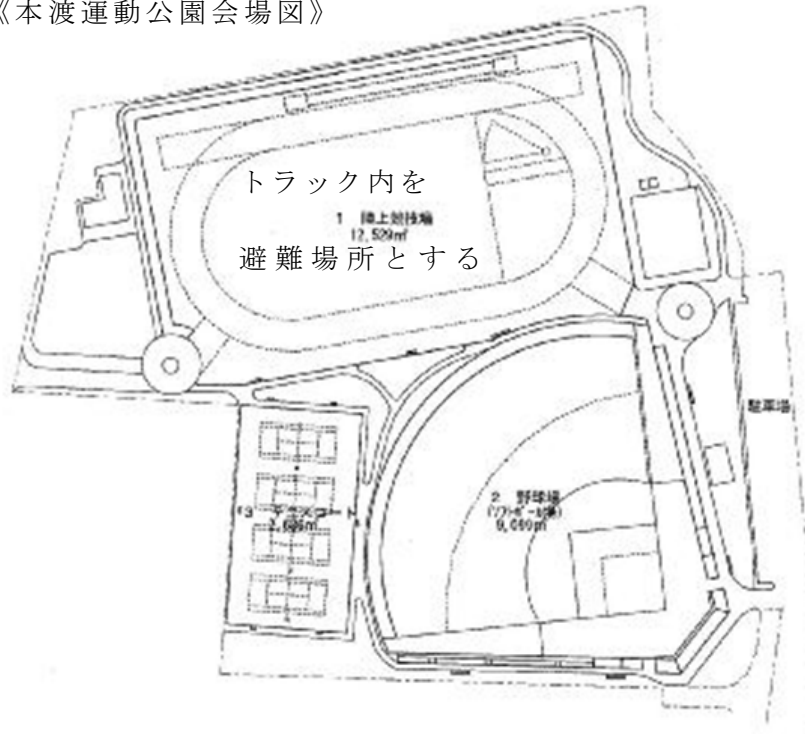 《本渡運動公園会場図》
トラック内を
1 陸上競技場
12,529㎡
避難場所とする
駐車場
2 野球場
9,000㎡
3 テニスコート